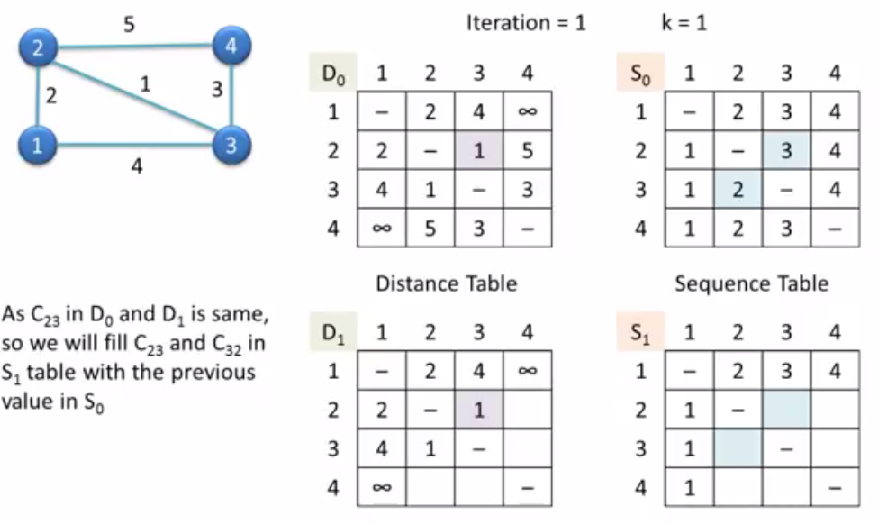 Iteration = 1 k = 1
5
2 4
2 1 3
1 3
4
D₀ 1 2 3 4
1 – 2 4 ∞
2 2 – 1 5
3 4 1 – 3
4 ∞ 5 3 –
S₀ 1 2 3 4
1 – 2 3 4
2 1 – 3 4
3 1 2 – 4
4 1 2 3 –
Distance Table
Sequence Table
As C₂₃ in D₀ and D₁ is same,
so we will fill C₂₃ and C₃₂ in
S₁ table with the previous
value in S₀
D₁ 1 2 3 4
1 – 2 4 ∞
2 2 – 1
3 4 1 –
4 ∞ –
S₁ 1 2 3 4
1 – 2 3 4
2 1 –
3 1 –
4 1 –